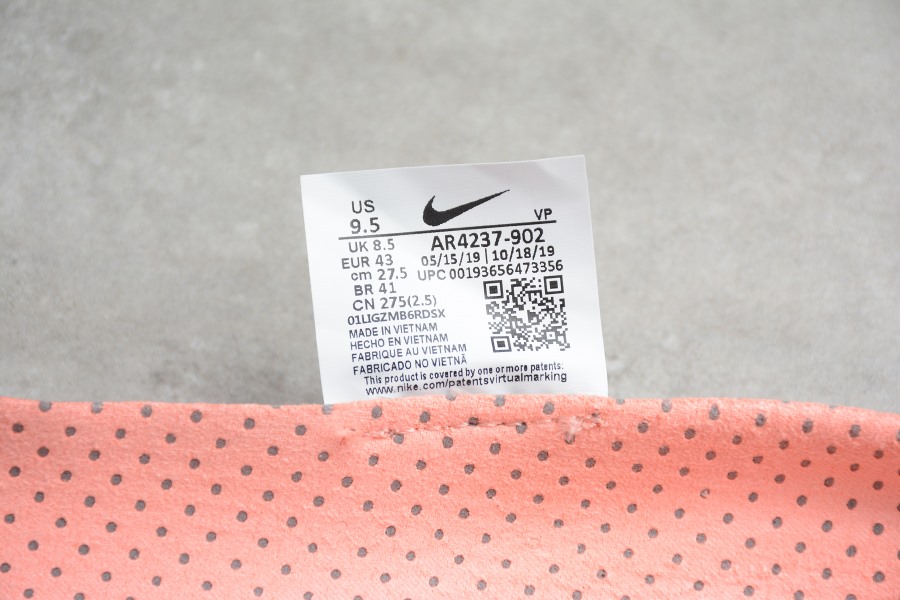 US
9.5
VP
UK 8.5
EUR 43
cm 27.5
BR 41
CN 275(2.5)
AR4237-902
05/15/19 | 10/18/19
UPC 00193656473356
01LIGZMB6RDSX
MADE IN VIETNAM
HECHO EN VIETNAM
FABRIQUE AU VIETNAM
FABRICADO NO VIETNÃ
This product is covered by one or more patents:
www.nike.com/patentsvirtualmarking